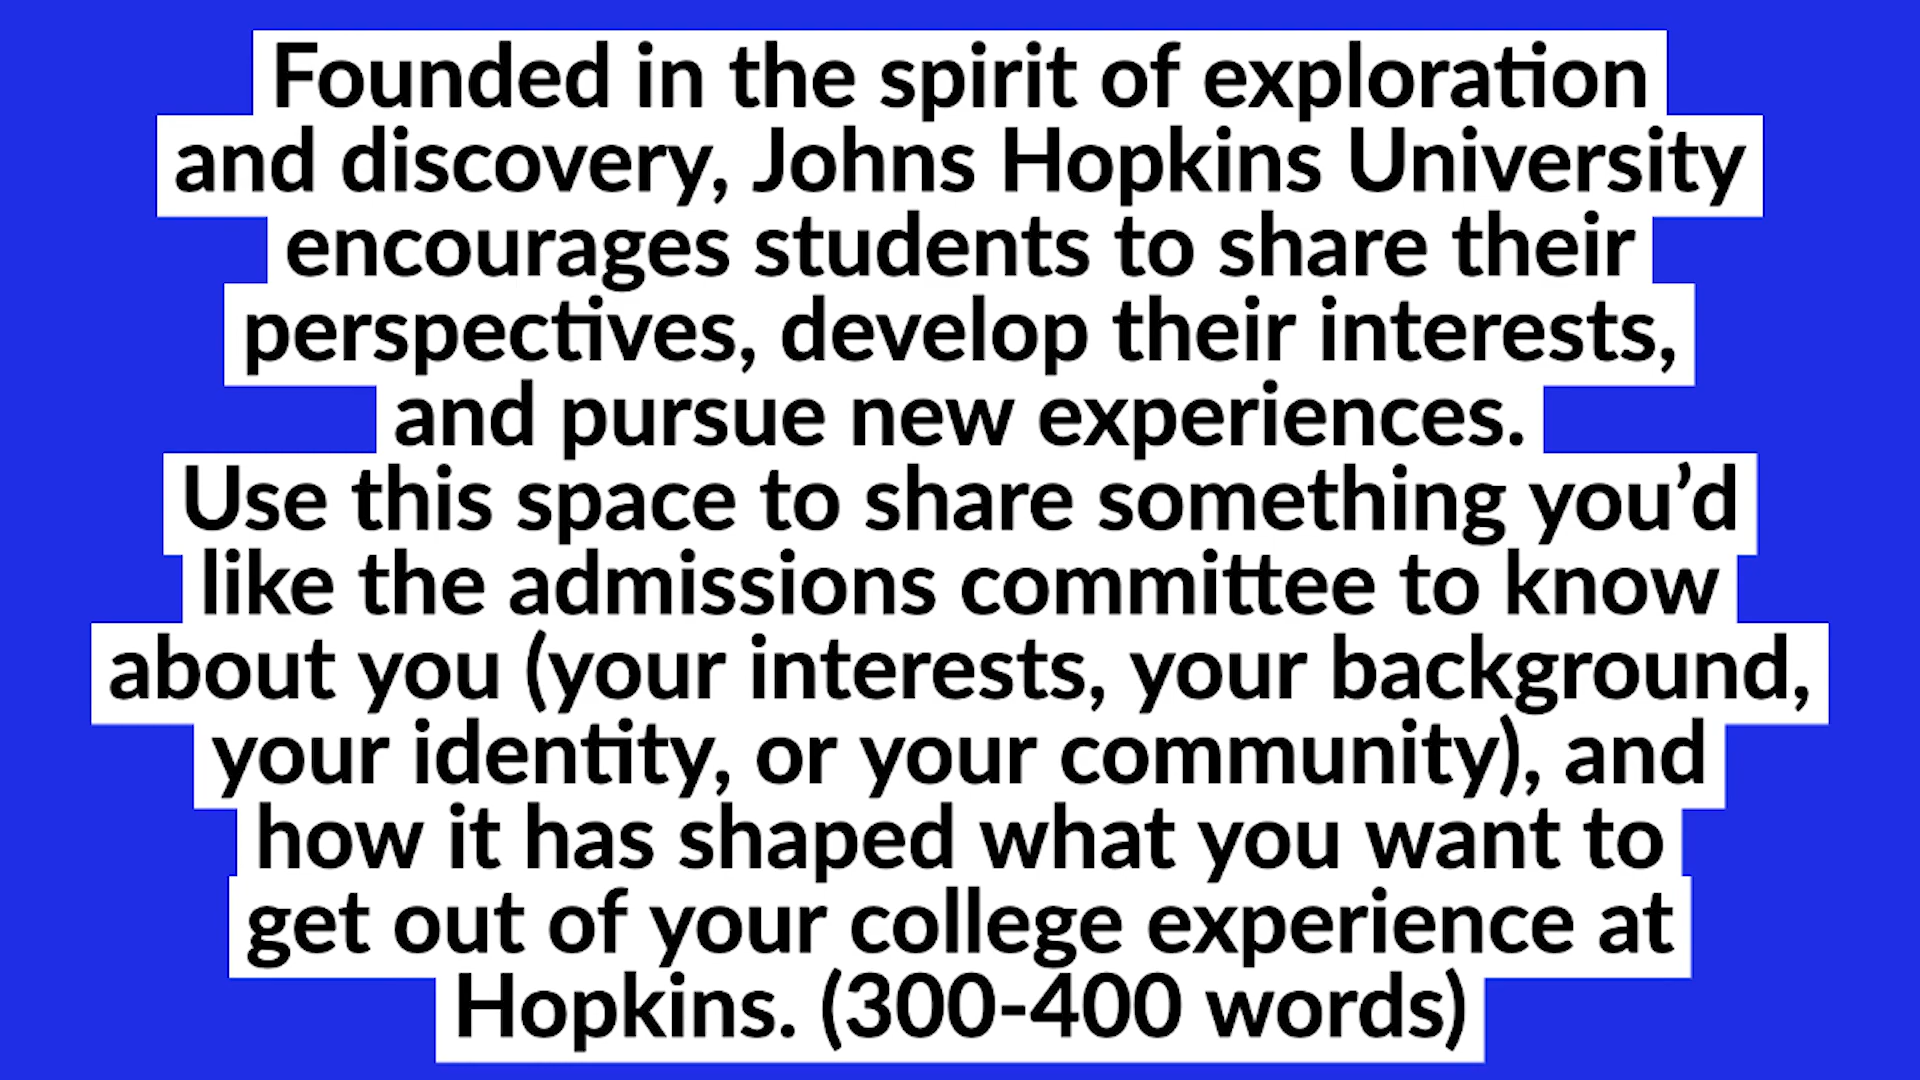 Founded in the spirit of exploration
and discovery, Johns Hopkins University
encourages students to share their
perspectives, develop their interests,
and pursue new experiences.
Use this space to share something you’d
like the admissions committee to know
about you (your interests, your background,
your identity, or your community), and
how it has shaped what you want to
get out of your college experience at
Hopkins. (300-400 words)